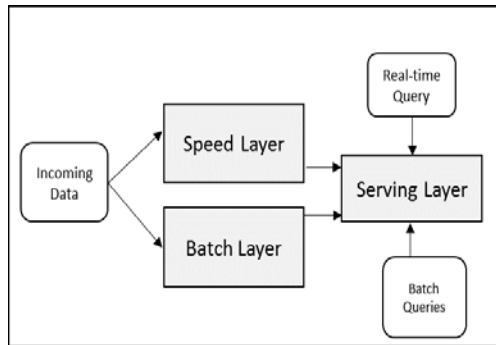 Real-time
Query
Speed Layer
Incoming
Data
Serving Layer
Batch Layer
Batch
Queries